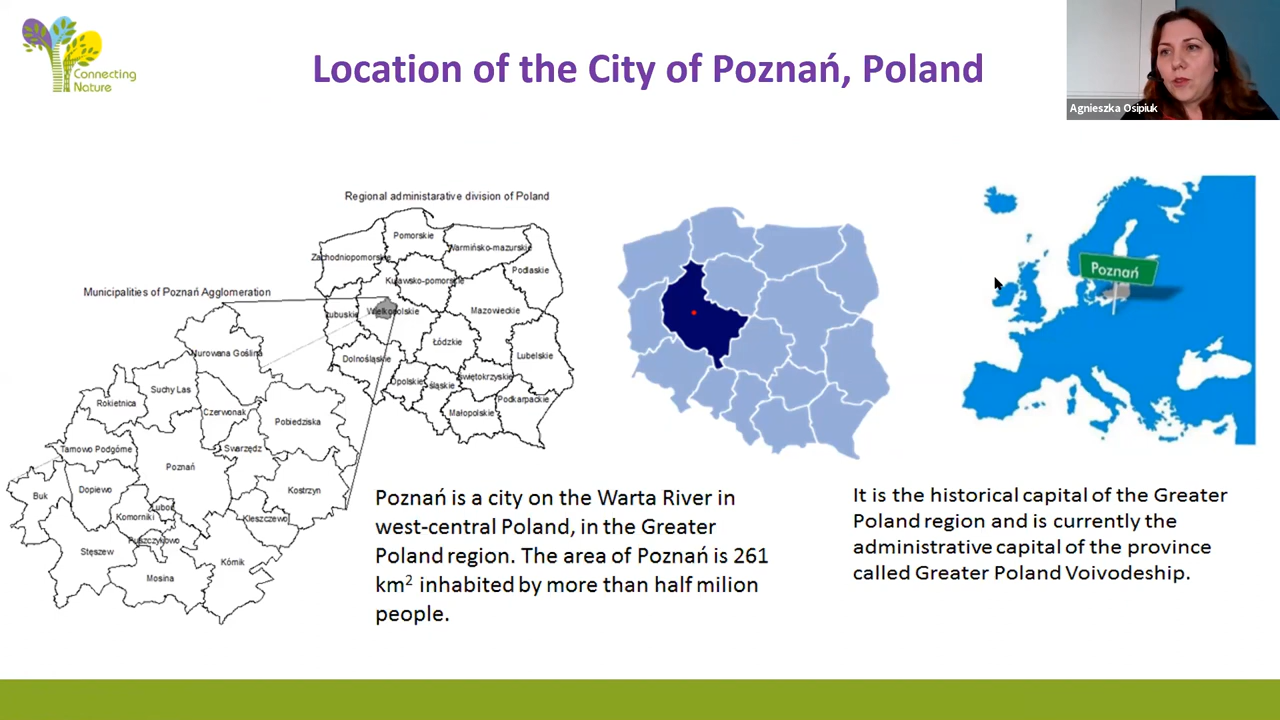 Connecting
Nature
Location of the City of Poznań, Poland
Agnieszka Osipiuk
Regional administarative division of Poland
Pomorskie
Warmińsko-mazurskie
Zachodniopomorskie
Podlaskie
Kujawsko-pomorskie
Lubuskie
Wielkopolskie
Mazowieckie
Łódzkie
Dolnośląskie
Lubelskie
Opolskie
śląskie
świętokrzyskie
Podkarpackie
Małopolskie
Municipalities of Poznań Agglomeration
Murowana Goślina
Suchy Las
Rokietnica
Czerwonak
Pobiedziska
Tarnowo Podgórne
Swarzędz
Poznań
Buk
Dopiewo
Kostrzyn
Luboń
Komorniki
Kleszczewo
Puszczykowo
Stęszew
Kórnik
Mosina
Poznań
Poznań is a city on the Warta River in
west-central Poland, in the Greater
Poland region. The area of Poznań is 261
km² inhabited by more than half milion
people.
It is the historical capital of the Greater
Poland region and is currently the
administrative capital of the province
called Greater Poland Voivodeship.